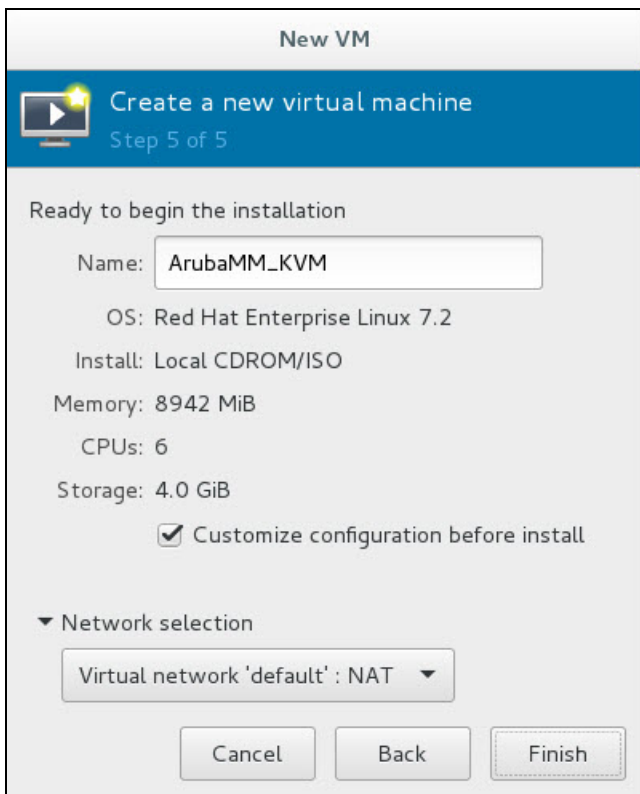 New VM
Create a new virtual machine
Step 5 of 5
Ready to begin the installation
Name: ArubaMM_KVM
OS: Red Hat Enterprise Linux 7.2
Install: Local CDROM/ISO
Memory: 8942 MiB
CPUs: 6
Storage: 4.0 GiB
Customize configuration before install
Network selection
Virtual network 'default' : NAT
Cancel Back Finish